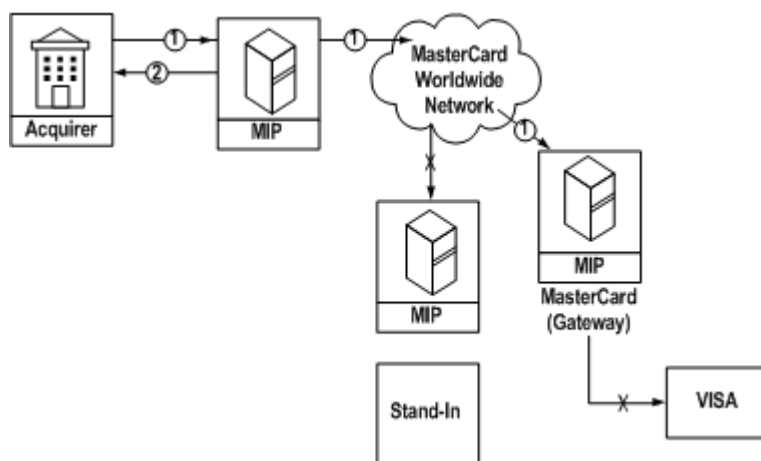 1
1
2
Acquirer
MIP
MasterCard
Worldwide
Network
1
MIP
MIP
MasterCard
(Gateway)
Stand-In
VISA